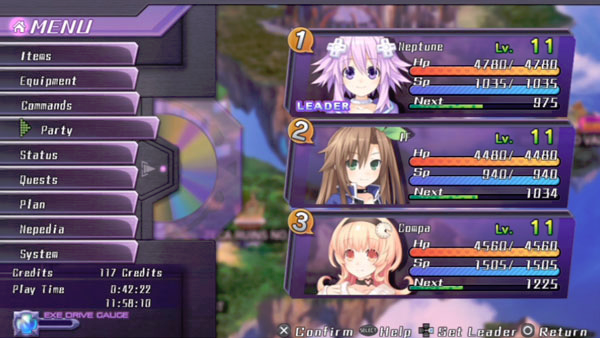 MENU
Items
Equipment
Commands
Party
Status
Quests
Plan
Nepedia
System
Credits 117 Credits
Play Time 0:42:22
11:58:10
EXE DRIVE GAUGE
1 Neptune Lv. 11
Hp 4780/ 4780
Sp 1035/ 1035
LEADER Next 975
2 IF Lv. 11
Hp 4480/ 4480
Sp 940/ 940
Next 1034
3 Compa Lv. 11
Hp 4560/ 4560
Sp 1505/ 1505
Next 1225
Confirm SELECT Help Set Leader Return